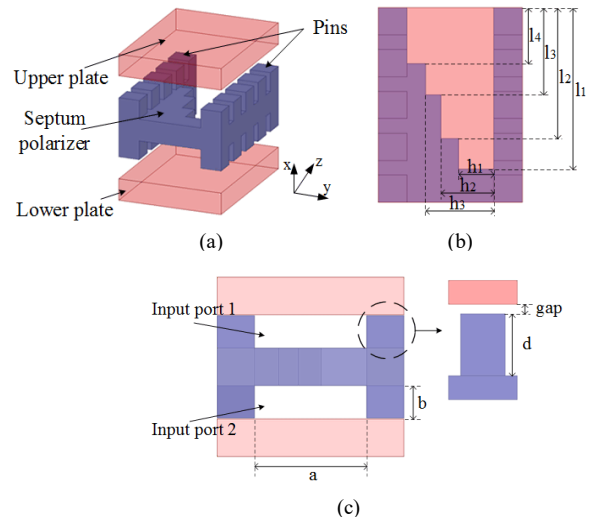 Upper plate
Pins
Septum
polarizer
Lower plate
x
z
y
(a)
l4
l3
l2
l1
h1
h2
h3
(b)
Input port 1
Input port 2
a
b
gap
d
(c)